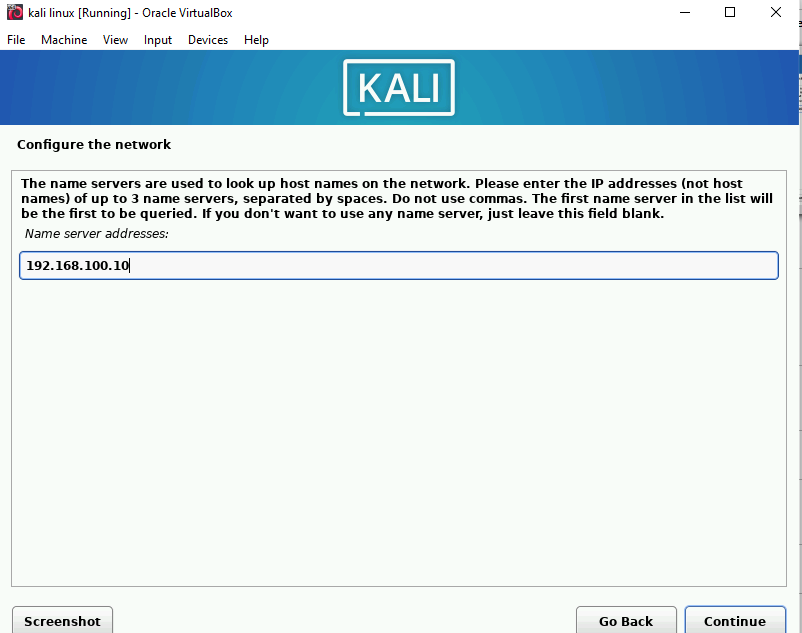 kali linux [Running] - Oracle VirtualBox
File Machine View Input Devices Help
KALI
Configure the network
The name servers are used to look up host names on the network. Please enter the IP addresses (not host
names) of up to 3 name servers, separated by spaces. Do not use commas. The first name server in the list will
be the first to be queried. If you don't want to use any name server, just leave this field blank.
Name server addresses:
192.168.100.10
Screenshot Go Back Continue